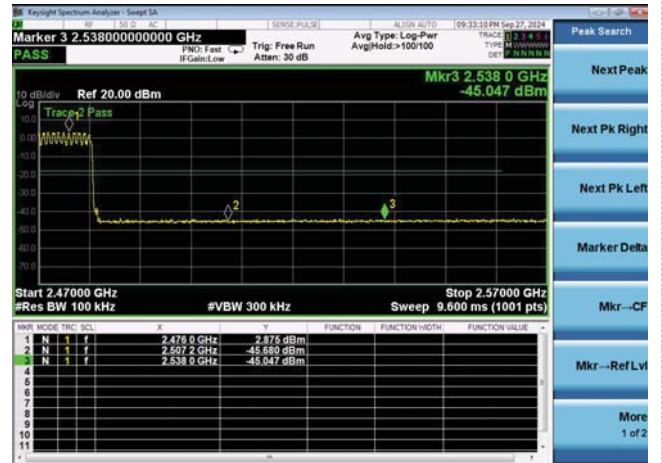 Keysight Spectrum Analyzer - Swept SA
RF 50 Ω AC SENSE:PULSE ALIGN AUTO 09:33:10 PM Sep 27, 2024
Marker 3 2.538000000000 GHz
PNO: Fast
IFGain:Low
Trig: Free Run
Atten: 30 dB
Avg Type: Log-Pwr
Avg|Hold:>100/100
TRACE 1 2 3 4 5 6
TYPE M WWWWW
DET P N N N N N
PASS
Mkr3 2.538 0 GHz
-45.047 dBm
10 dB/div Ref 20.00 dBm
Log
Trace 2 Pass
10.0
0.00
-10.0
-20.0
-30.0
-40.0
-50.0
-60.0
-70.0
1
2
3
Start 2.47000 GHz Stop 2.57000 GHz
#Res BW 100 kHz #VBW 300 kHz Sweep 9.600 ms (1001 pts)
MKR MODE TRC SCL X Y FUNCTION FUNCTION WIDTH FUNCTION VALUE
1 N 1 f 2.476 0 GHz 2.875 dBm
2 N 1 f 2.507 2 GHz -45.680 dBm
3 N 1 f 2.538 0 GHz -45.047 dBm
4
5
6
7
8
9
10
11
Peak Search
Next Peak
Next Pk Right
Next Pk Left
Marker Delta
Mkr→CF
Mkr→Ref Lvl
More
1 of 2